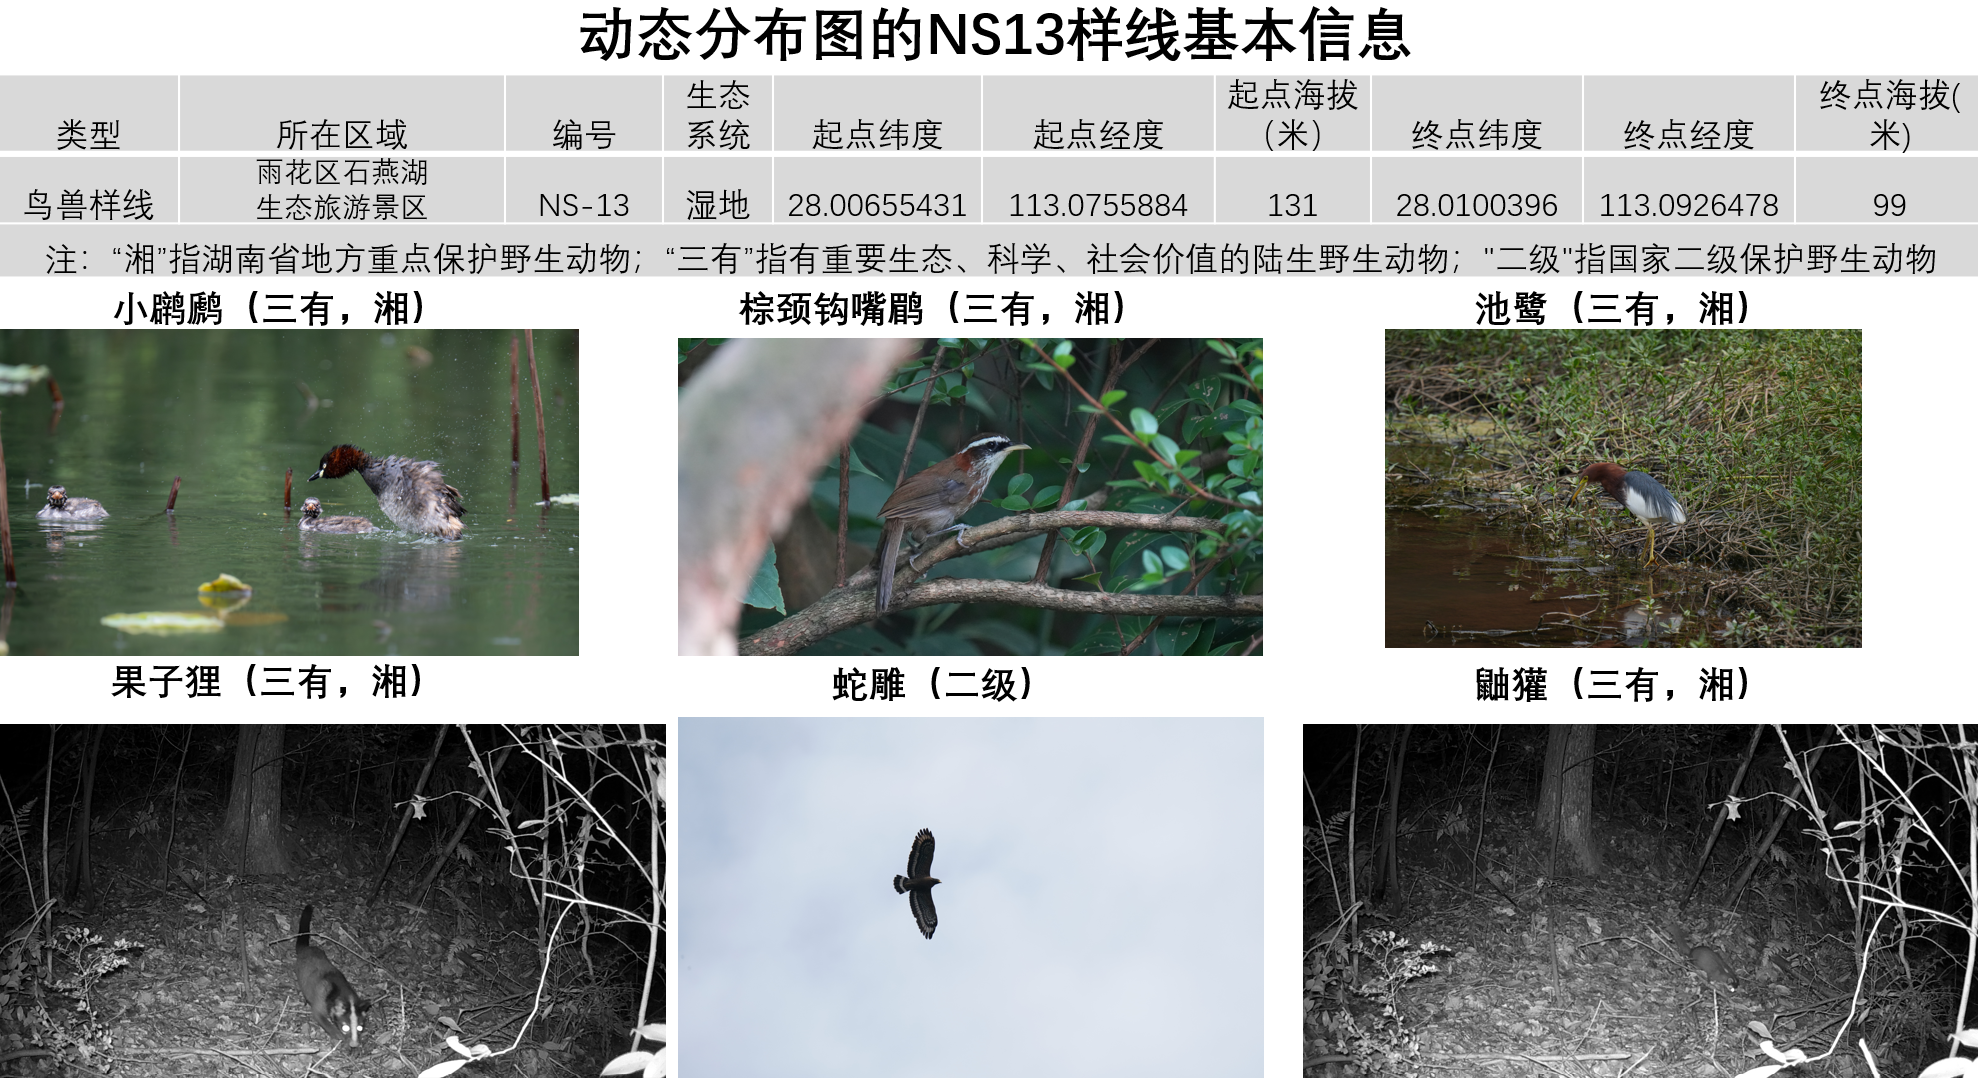 动态分布图的NS13样线基本信息
类型 所在区域 编号 生态系统 起点纬度 起点经度 起点海拔（米） 终点纬度 终点经度 终点海拔(米)
鸟兽样线 雨花区石燕湖生态旅游景区 NS-13 湿地 28.00655431 113.0755884 131 28.0100396 113.0926478 99
注：“湘”指湖南省地方重点保护野生动物；“三有”指有重要生态、科学、社会价值的陆生野生动物；"二级"指国家二级保护野生动物
小䴙䴘（三有，湘） 棕颈钩嘴鹛（三有，湘） 池鹭（三有，湘）
果子狸（三有，湘） 蛇雕（二级） 鼬獾（三有，湘）